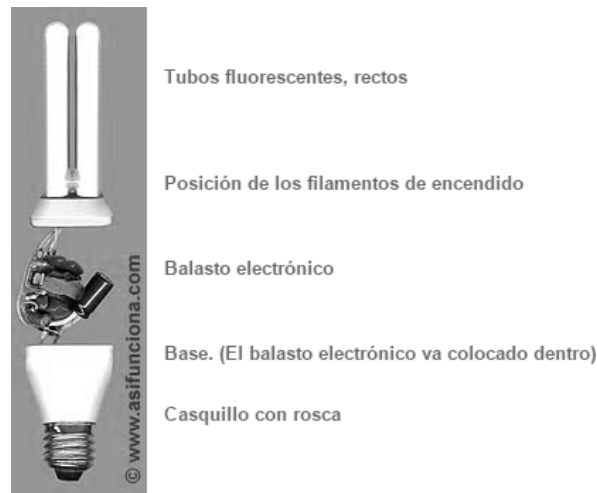 Tubos fluorescentes, rectos
Posición de los filamentos de encendido
Balasto electrónico
Base. (El balasto electrónico va colocado dentro)
Casquillo con rosca
© www.asifunciona.com